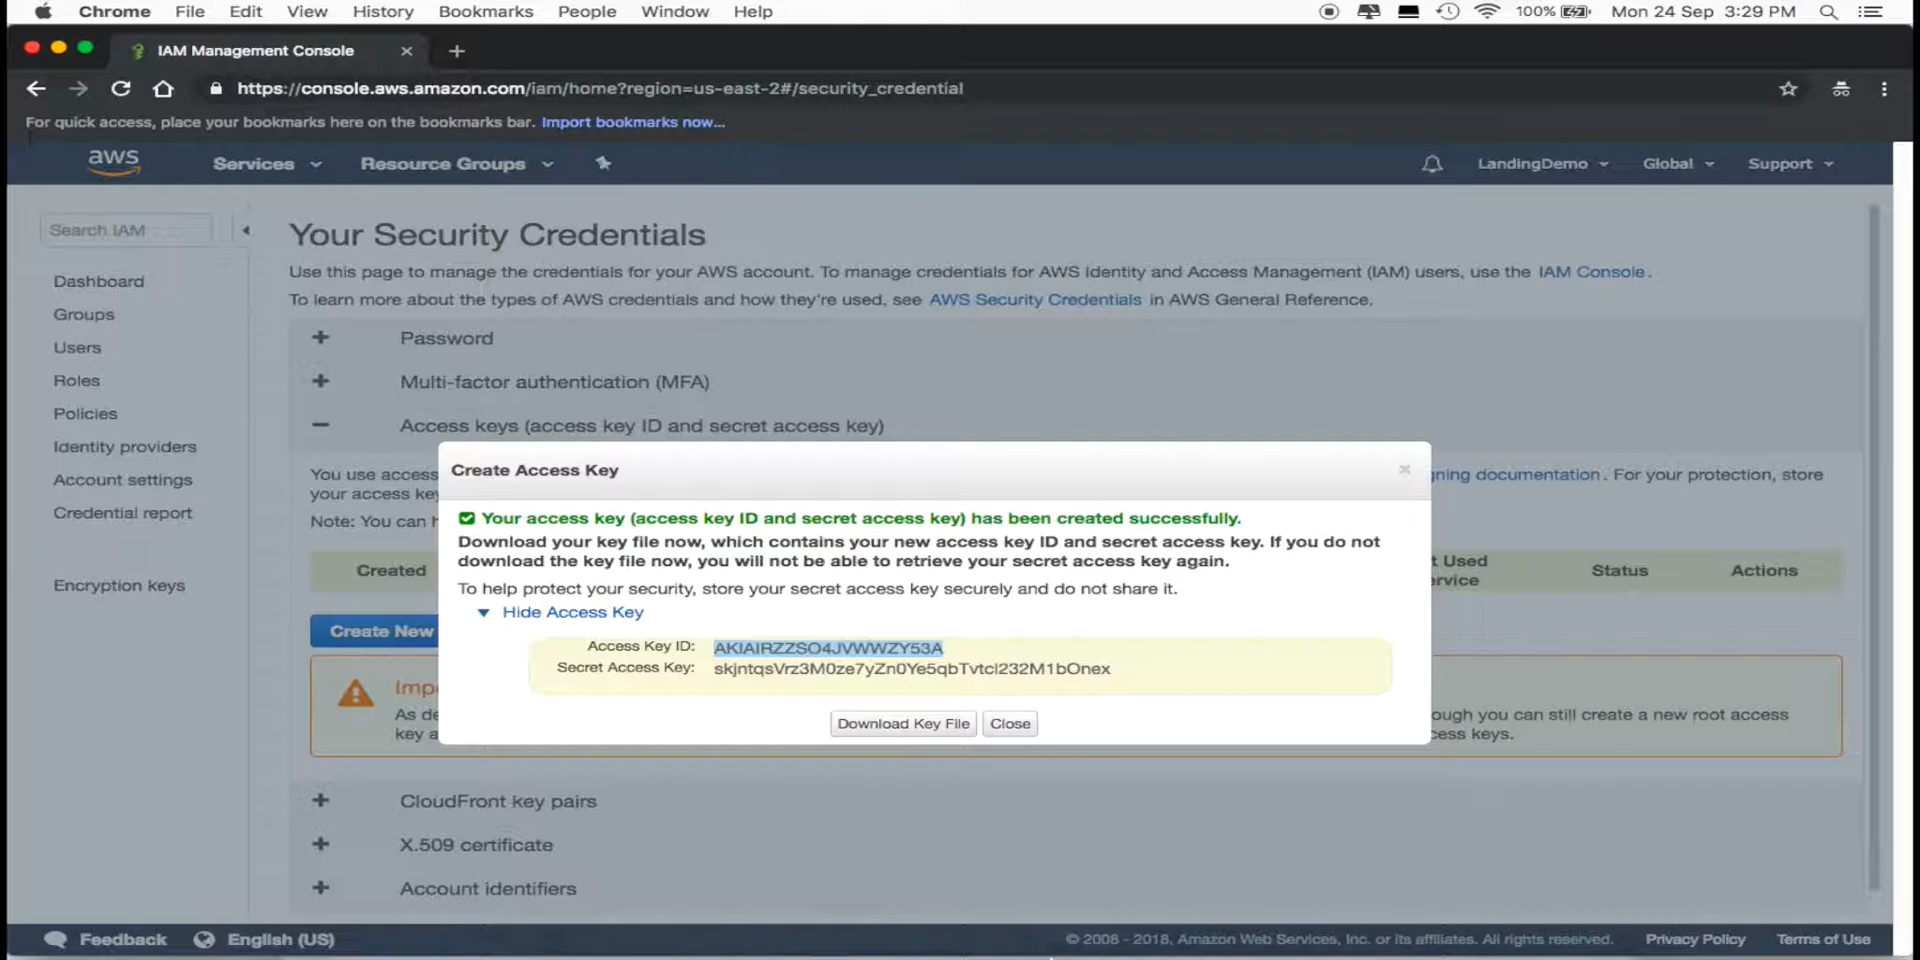 Chrome File Edit View History Bookmarks People Window Help 100% Mon 24 Sep 3:29 PM
IAM Management Console
https://console.aws.amazon.com/iam/home?region=us-east-2#/security_credential
For quick access, place your bookmarks here on the bookmarks bar. Import bookmarks now...
aws Services Resource Groups LandingDemo Global Support
Search IAM
Dashboard
Groups
Users
Roles
Policies
Identity providers
Account settings
Credential report
Encryption keys
Your Security Credentials
Use this page to manage the credentials for your AWS account. To manage credentials for AWS Identity and Access Management (IAM) users, use the IAM Console.
To learn more about the types of AWS credentials and how they're used, see AWS Security Credentials in AWS General Reference.
+ Password
+ Multi-factor authentication (MFA)
− Access keys (access key ID and secret access key)
You use access
gning documentation. For your protection, store
your access key
Note: You can h
Created
t Used
ervice
Status
Actions
Create New
Impo
As de
ough you can still create a new root access
key a
cess keys.
Create Access Key
Your access key (access key ID and secret access key) has been created successfully.
Download your key file now, which contains your new access key ID and secret access key. If you do not
download the key file now, you will not be able to retrieve your secret access key again.
To help protect your security, store your secret access key securely and do not share it.
Hide Access Key
Access Key ID: AKIAIRZZSO4JVWWZY53A
Secret Access Key: skjntqsVrz3M0ze7yZn0Ye5qbTvtcl232M1bOnex
Download Key File Close
+ CloudFront key pairs
+ X.509 certificate
+ Account identifiers
Feedback English (US) © 2008 - 2018, Amazon Web Services, Inc. or its affiliates. All rights reserved. Privacy Policy Terms of Use